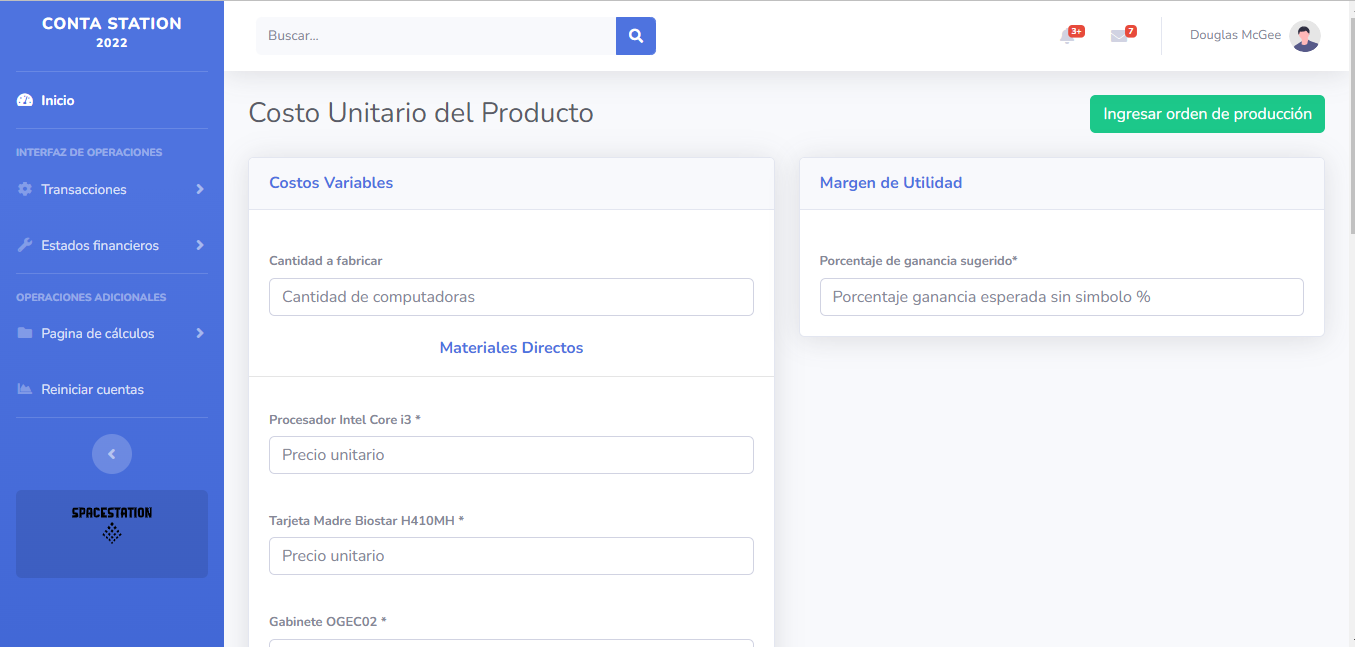 CONTA STATION
2022
Inicio
INTERFAZ DE OPERACIONES
Transacciones
Estados financieros
OPERACIONES ADICIONALES
Pagina de cálculos
Reiniciar cuentas
SPACESTATION
Buscar...
3+
7
Douglas McGee
Costo Unitario del Producto
Ingresar orden de producción
Costos Variables
Cantidad a fabricar
Cantidad de computadoras
Materiales Directos
Procesador Intel Core i3 *
Precio unitario
Tarjeta Madre Biostar H410MH *
Precio unitario
Gabinete OGEC02 *
Margen de Utilidad
Porcentaje de ganancia sugerido*
Porcentaje ganancia esperada sin simbolo %